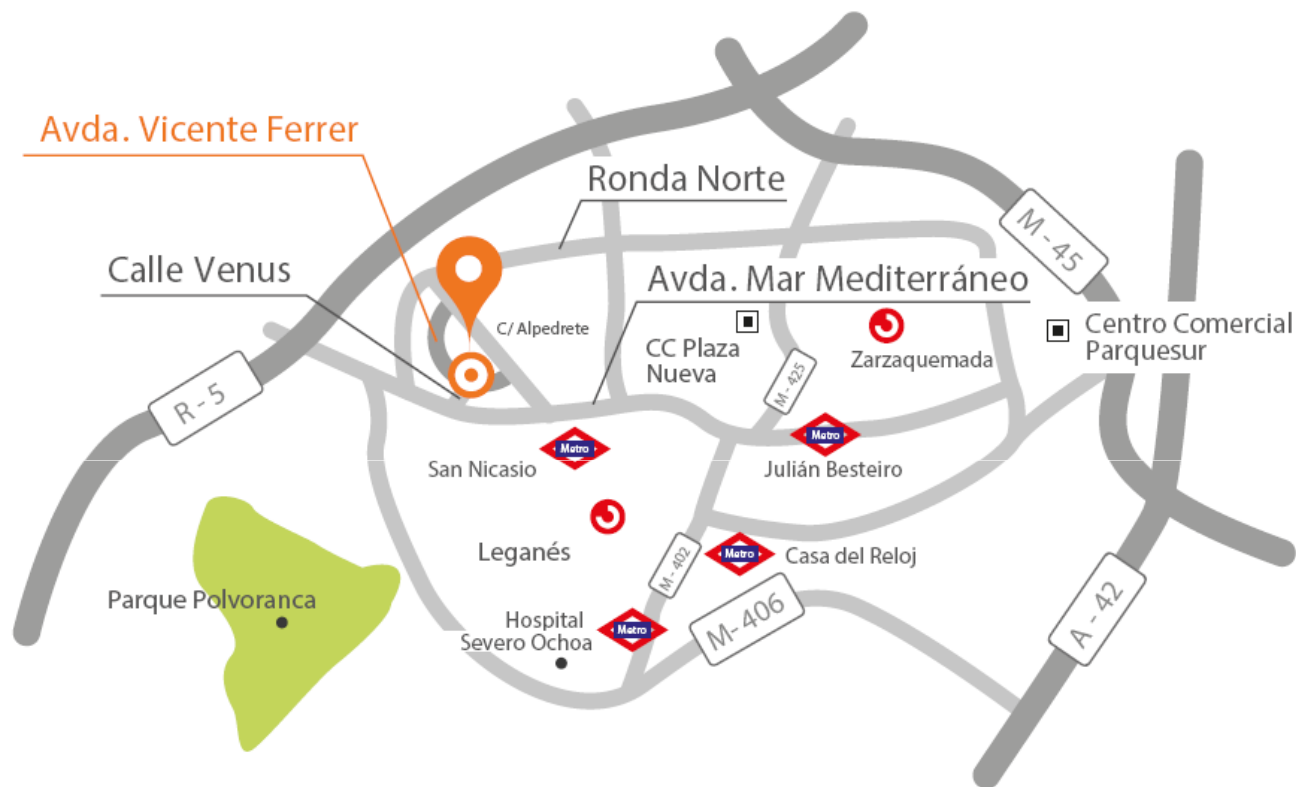 Avda. Vicente Ferrer
Ronda Norte
M - 45
Calle Venus
Avda. Mar Mediterráneo
C/ Alpedrete
CC Plaza
Nueva
Zarzaquemada
Centro Comercial
Parquesur
M - 425
R - 5
Metro
San Nicasio
Metro
Julián Besteiro
Leganés
M - 402
Metro
Casa del Reloj
Parque Polvoranca
Hospital
Severo Ochoa
Metro
M- 406
A - 42